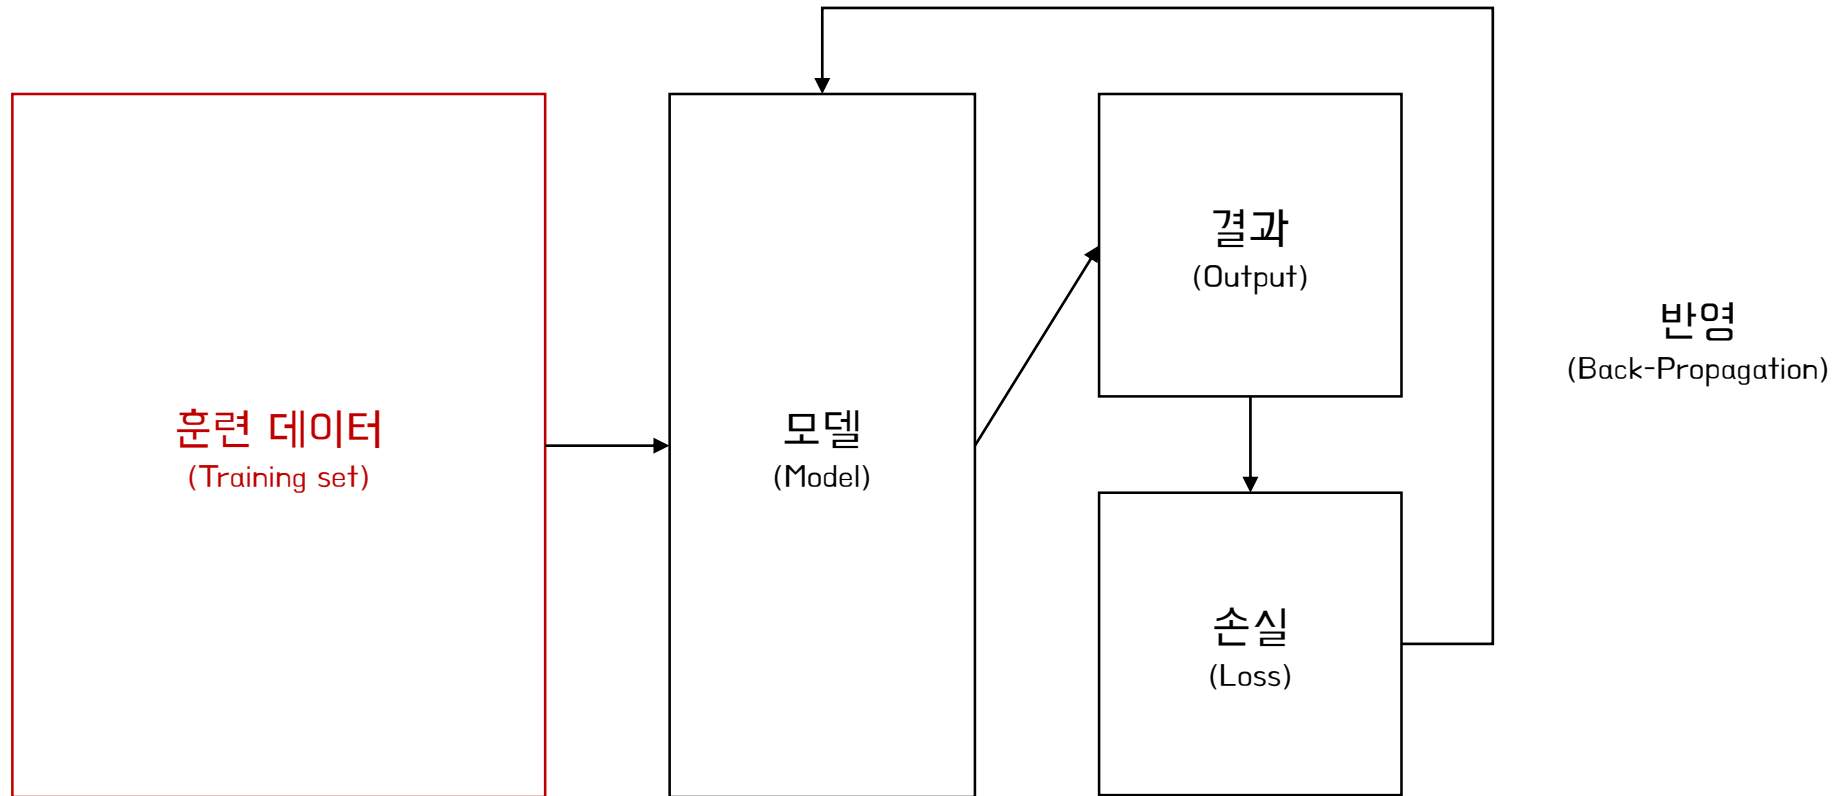 훈련 데이터
(Training set)
모델
(Model)
결과
(Output)
손실
(Loss)
반영
(Back-Propagation)